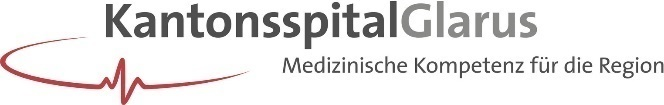 KantonsspitalGlarus
Medizinische Kompetenz für die Region